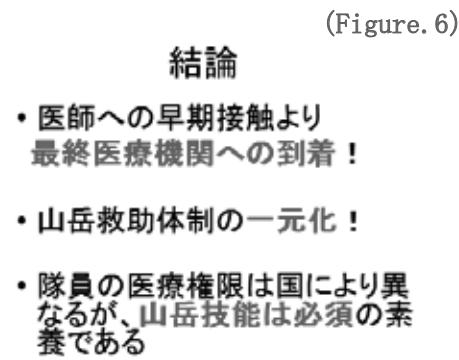 (Figure.6)
結論
• 医師への早期接触より
最終医療機関への到着！
• 山岳救助体制の一元化！
• 隊員の医療権限は国により異
なるが、山岳技能は必須の素
養である